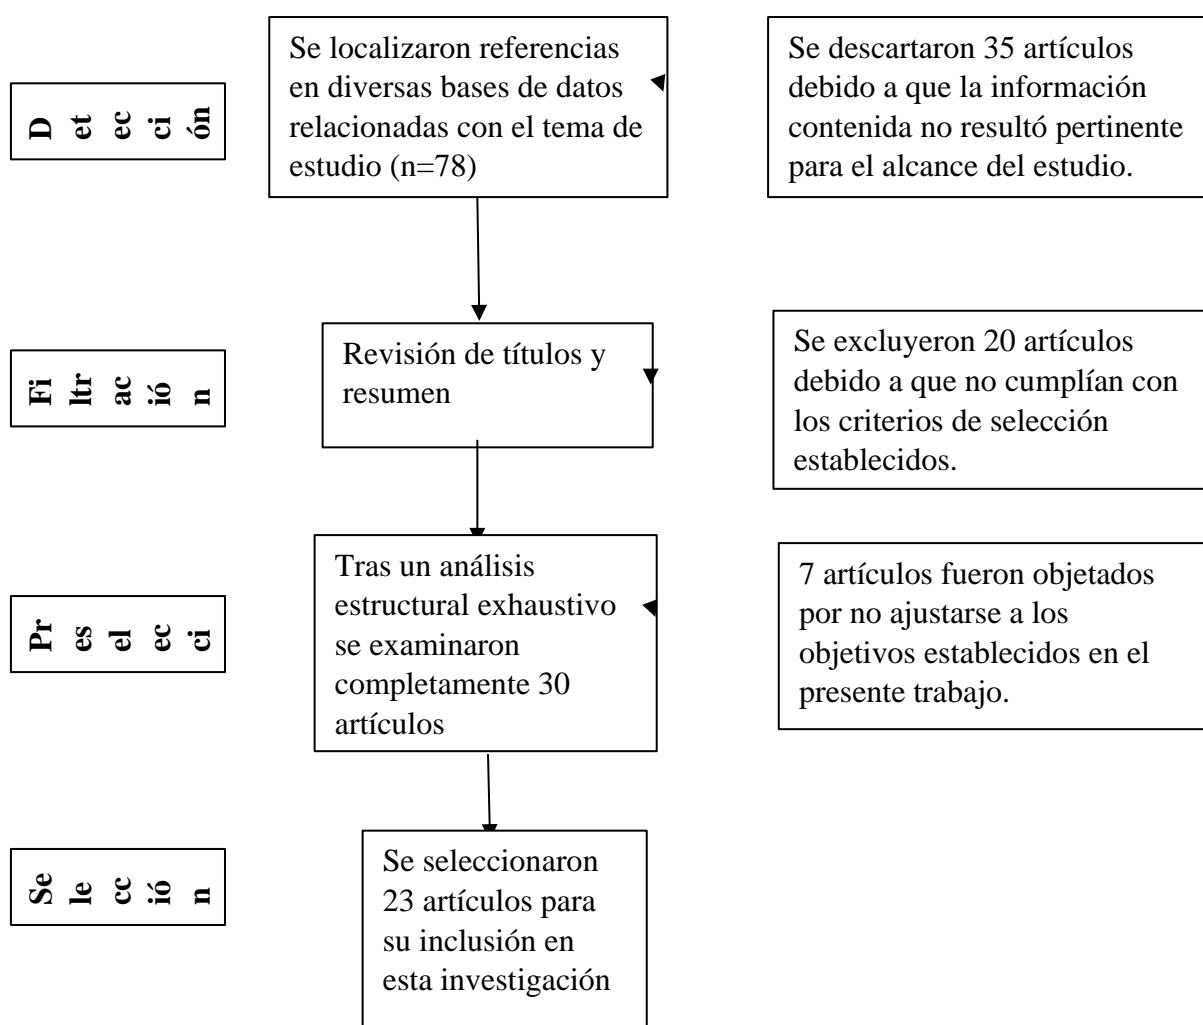 D et ec ci ón
Se localizaron referencias
en diversas bases de datos
relacionadas con el tema de
estudio (n=78)
Se descartaron 35 artículos
debido a que la información
contenida no resultó pertinente
para el alcance del estudio.
Fi ltr ac ió n
Revisión de títulos y
resumen
Se excluyeron 20 artículos
debido a que no cumplían con
los criterios de selección
establecidos.
Pr es el ec ci
Tras un análisis
estructural exhaustivo
se examinaron
completamente 30
artículos
7 artículos fueron objetados
por no ajustarse a los
objetivos establecidos en el
presente trabajo.
Se le cc ió n
Se seleccionaron
23 artículos para
su inclusión en
esta investigación